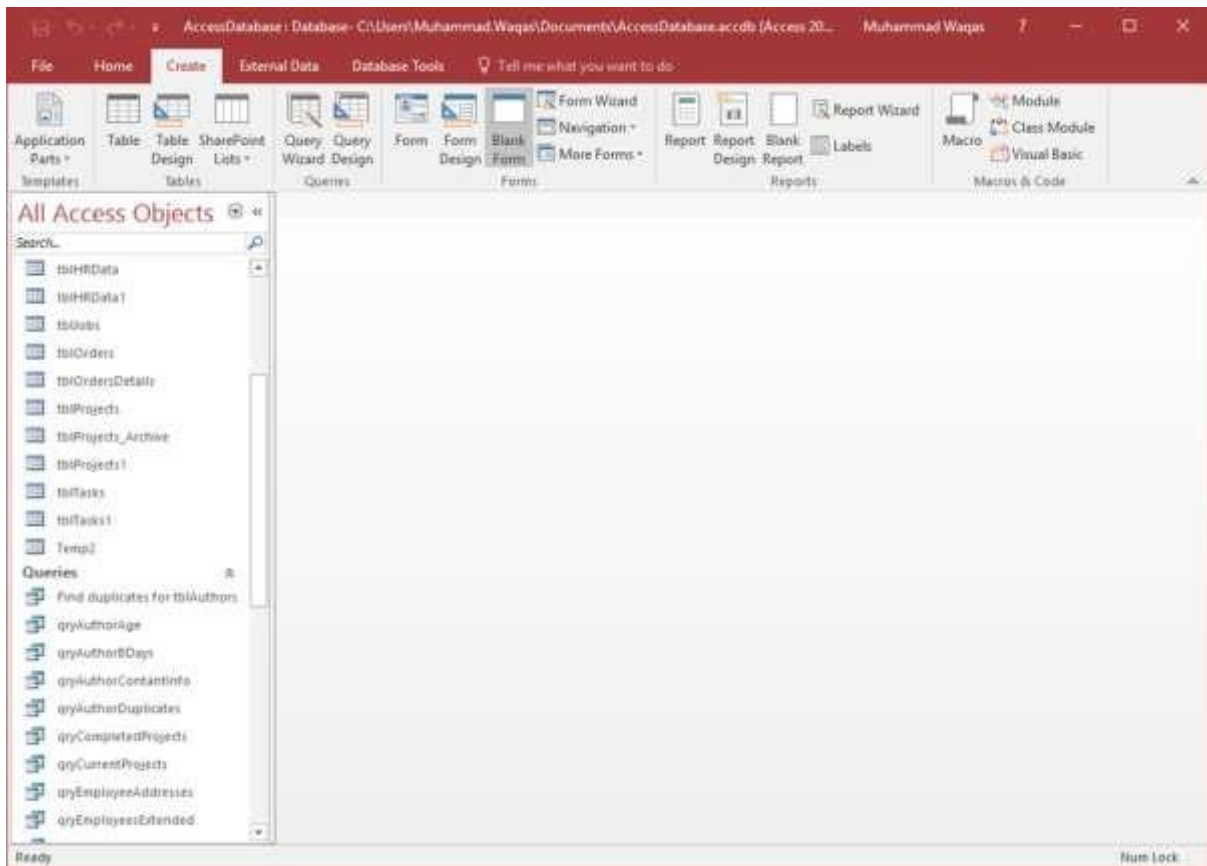 AccessDatabase : Database- C:\Users\Muhammad.Waqas\Documents\AccessDatabase.accdb (Access 20... Muhammad Waqas ?
File Home Create External Data Database Tools Tell me what you want to do
Application Parts
Table
Table Design
SharePoint Lists
Query Wizard
Query Design
Form
Form Design
Blank Form
Form Wizard
Navigation
More Forms
Report
Report Design
Blank Report
Report Wizard
Labels
Macro
Module
Class Module
Visual Basic
Templates Tables Queries Forms Reports Macros & Code
All Access Objects
Search...
tblHRData
tblHRData1
tblJobs
tblOrders
tblOrdersDetails
tblProjects
tblProjects_Archive
tblProjects1
tblTasks
tblTasks1
Temp2
Queries
Find duplicates for tblAuthors
qryAuthorAge
qryAuthorBDays
qryAuthorContantInfo
qryAuthorDuplicates
qryCompletedProjects
qryCurrentProjects
qryEmployeeAddresses
qryEmployeesExtended
Ready Num Lock